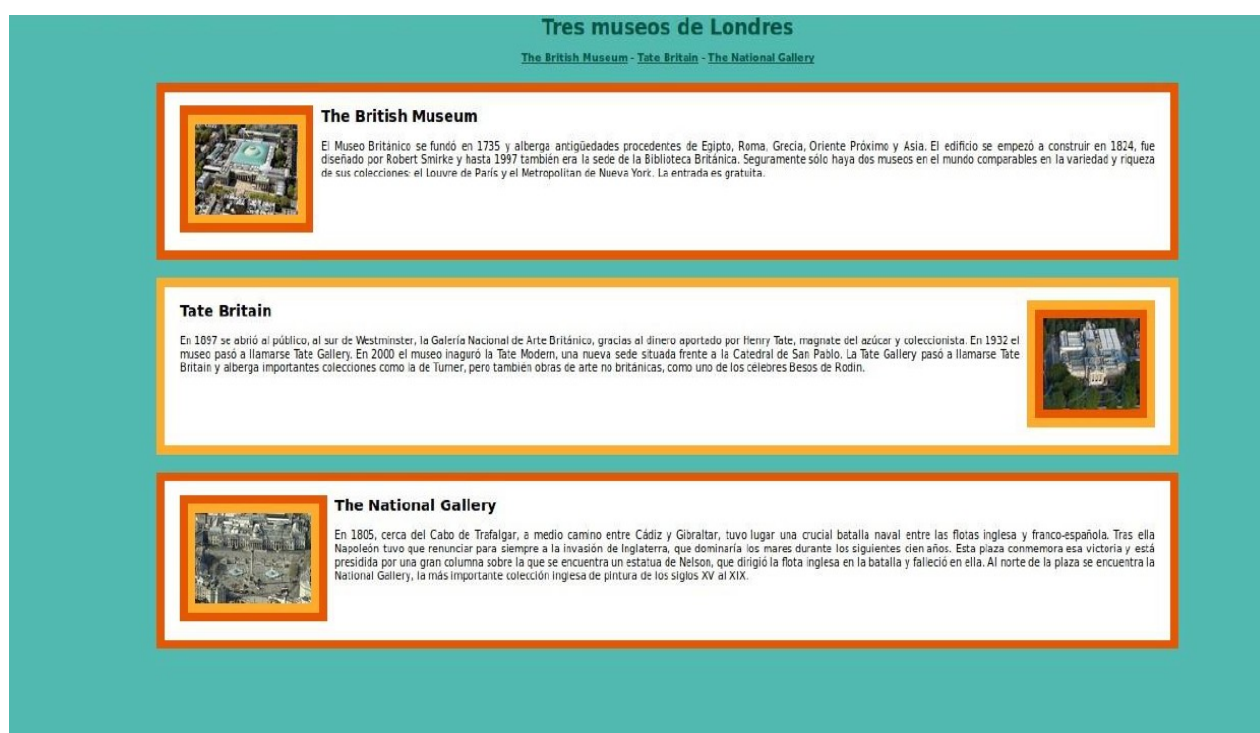 Tres museos de Londres
The British Museum - Tate Britain - The National Gallery
The British Museum
El Museo Británico se fundó en 1735 y alberga antigüedades procedentes de Egipto, Roma, Grecia, Oriente Próximo y Asia. El edificio se empezó a construir en 1824, fue
diseñado por Robert Smirke y hasta 1997 también era la sede de la Biblioteca Británica. Seguramente sólo haya dos museos en el mundo comparables en la variedad y riqueza
de sus colecciones: el Louvre de París y el Metropolitan de Nueva York. La entrada es gratuita.
Tate Britain
En 1897 se abrió al público, al sur de Westminster, la Galería Nacional de Arte Británico, gracias al dinero aportado por Henry Tate, magnate del azúcar y coleccionista. En 1932 el
museo pasó a llamarse Tate Gallery. En 2000 el museo inaguró la Tate Modern, una nueva sede situada frente a la Catedral de San Pablo. La Tate Gallery pasó a llamarse Tate
Britain y alberga importantes colecciones como la de Turner, pero también obras de arte no británicas, como uno de los célebres Besos de Rodin.
The National Gallery
En 1805, cerca del Cabo de Trafalgar, a medio camino entre Cádiz y Gibraltar, tuvo lugar una crucial batalla naval entre las flotas inglesa y franco-española. Tras ella
Napoleón tuvo que renunciar para siempre a la invasión de Inglaterra, que dominaría los mares durante los siguientes cien años. Esta plaza conmemora esa victoria y está
presidida por una gran columna sobre la que se encuentra un estatua de Nelson, que dirigió la flota inglesa en la batalla y falleció en ella. Al norte de la plaza se encuentra la
National Gallery, la más importante colección inglesa de pintura de los siglos XV al XIX.